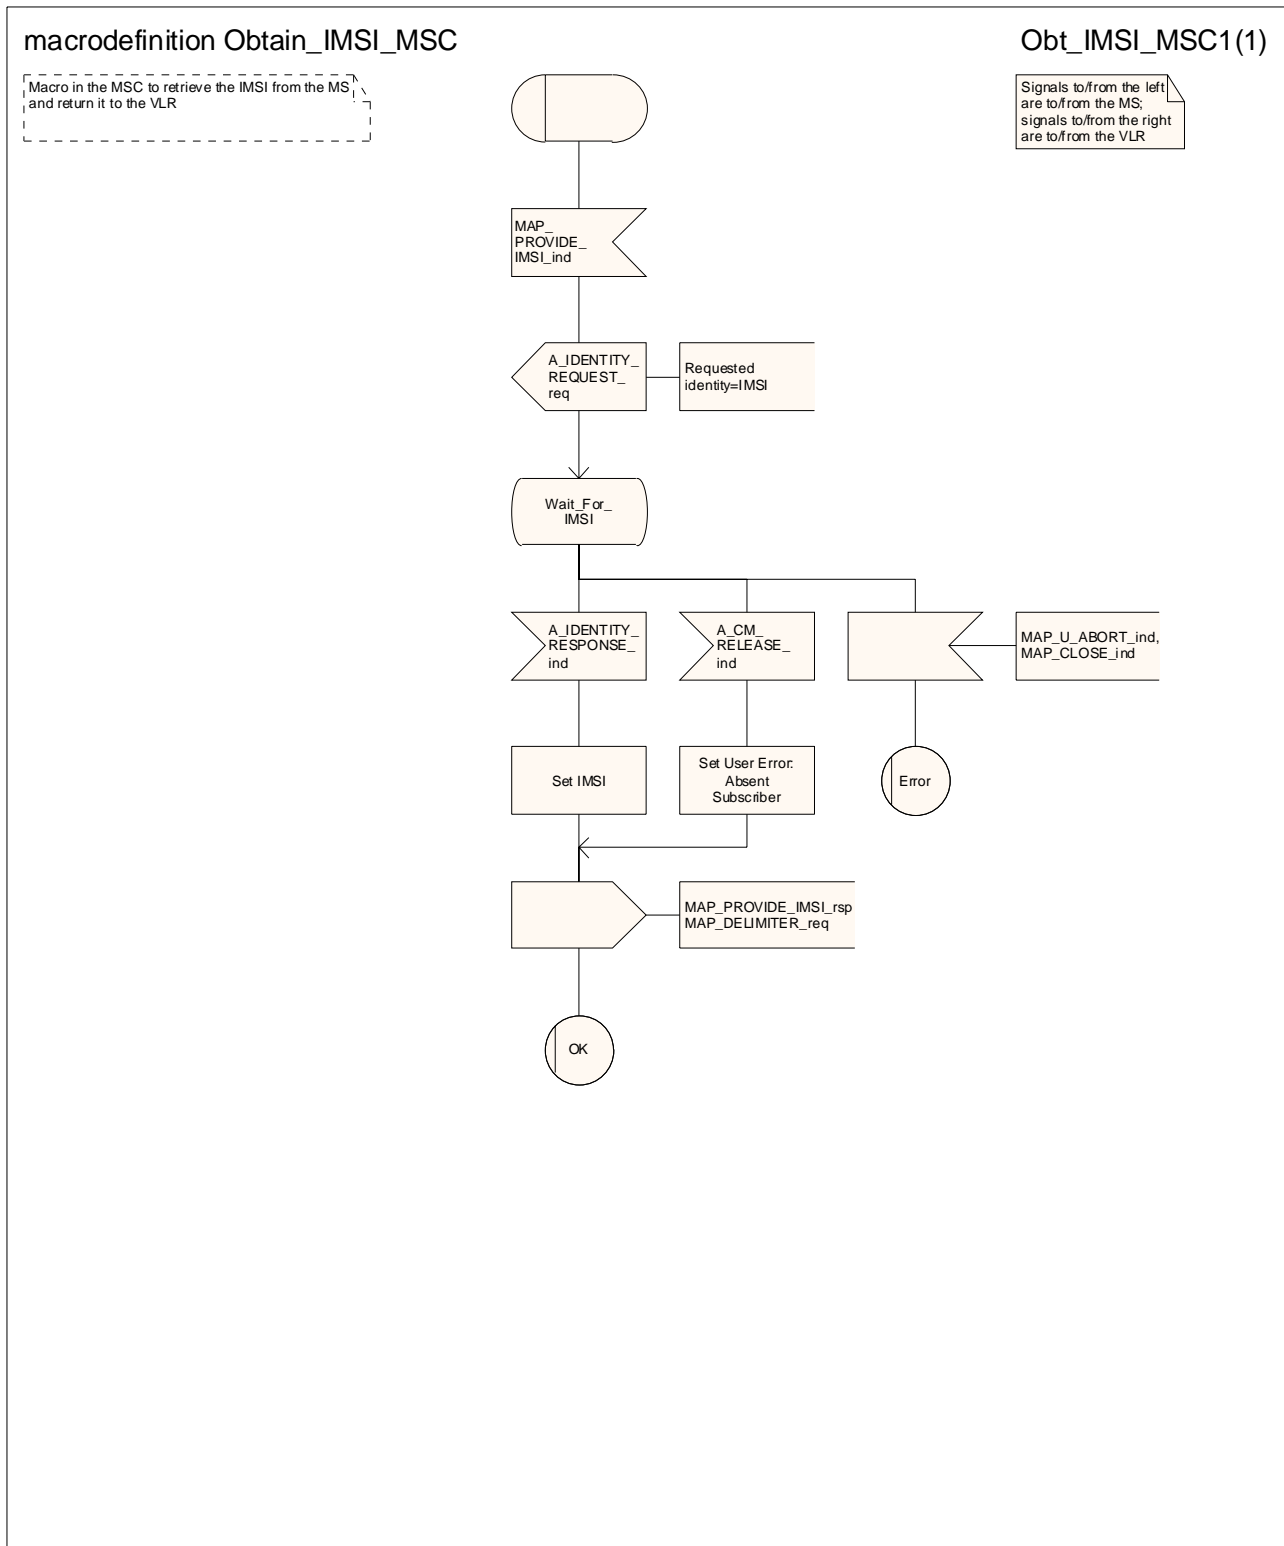 macrodefinition Obtain_IMSI_MSC
Obt_IMSI_MSC1(1)
Macro in the MSC to retrieve the IMSI from the MS
and return it to the VLR
Signals to/from the left
are to/from the MS;
signals to/from the right
are to/from the VLR
MAP_
PROVIDE_
IMSI_ind
A_IDENTITY_
REQUEST_
req
Requested
identity=IMSI
Wait_For_
IMSI
A_IDENTITY_
RESPONSE_
ind
A_CM_
RELEASE_
ind
MAP_U_ABORT_ind,
MAP_CLOSE_ind
Set IMSI
Set User Error:
Absent
Subscriber
Error
MAP_PROVIDE_IMSI_rsp
MAP_DELIMITER_req
OK